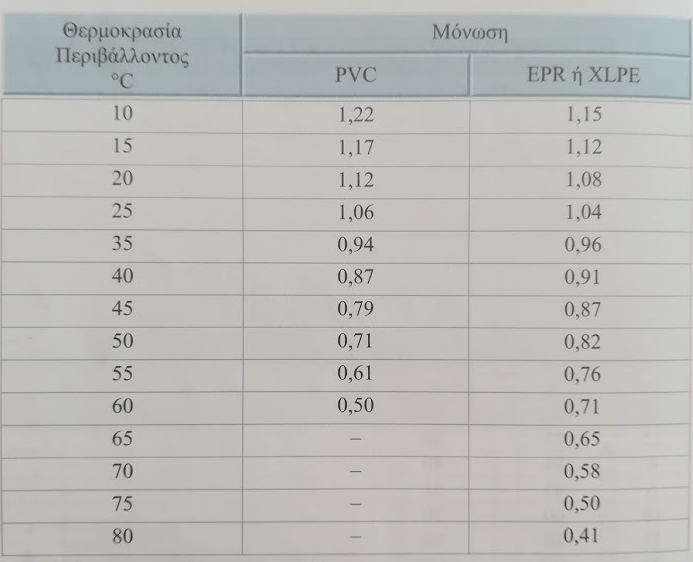 Θερμοκρασία
Περιβάλλοντος
°C
Μόνωση
PVC
EPR ή XLPE
10 1,22 1,15
15 1,17 1,12
20 1,12 1,08
25 1,06 1,04
35 0,94 0,96
40 0,87 0,91
45 0,79 0,87
50 0,71 0,82
55 0,61 0,76
60 0,50 0,71
65 – 0,65
70 – 0,58
75 – 0,50
80 – 0,41